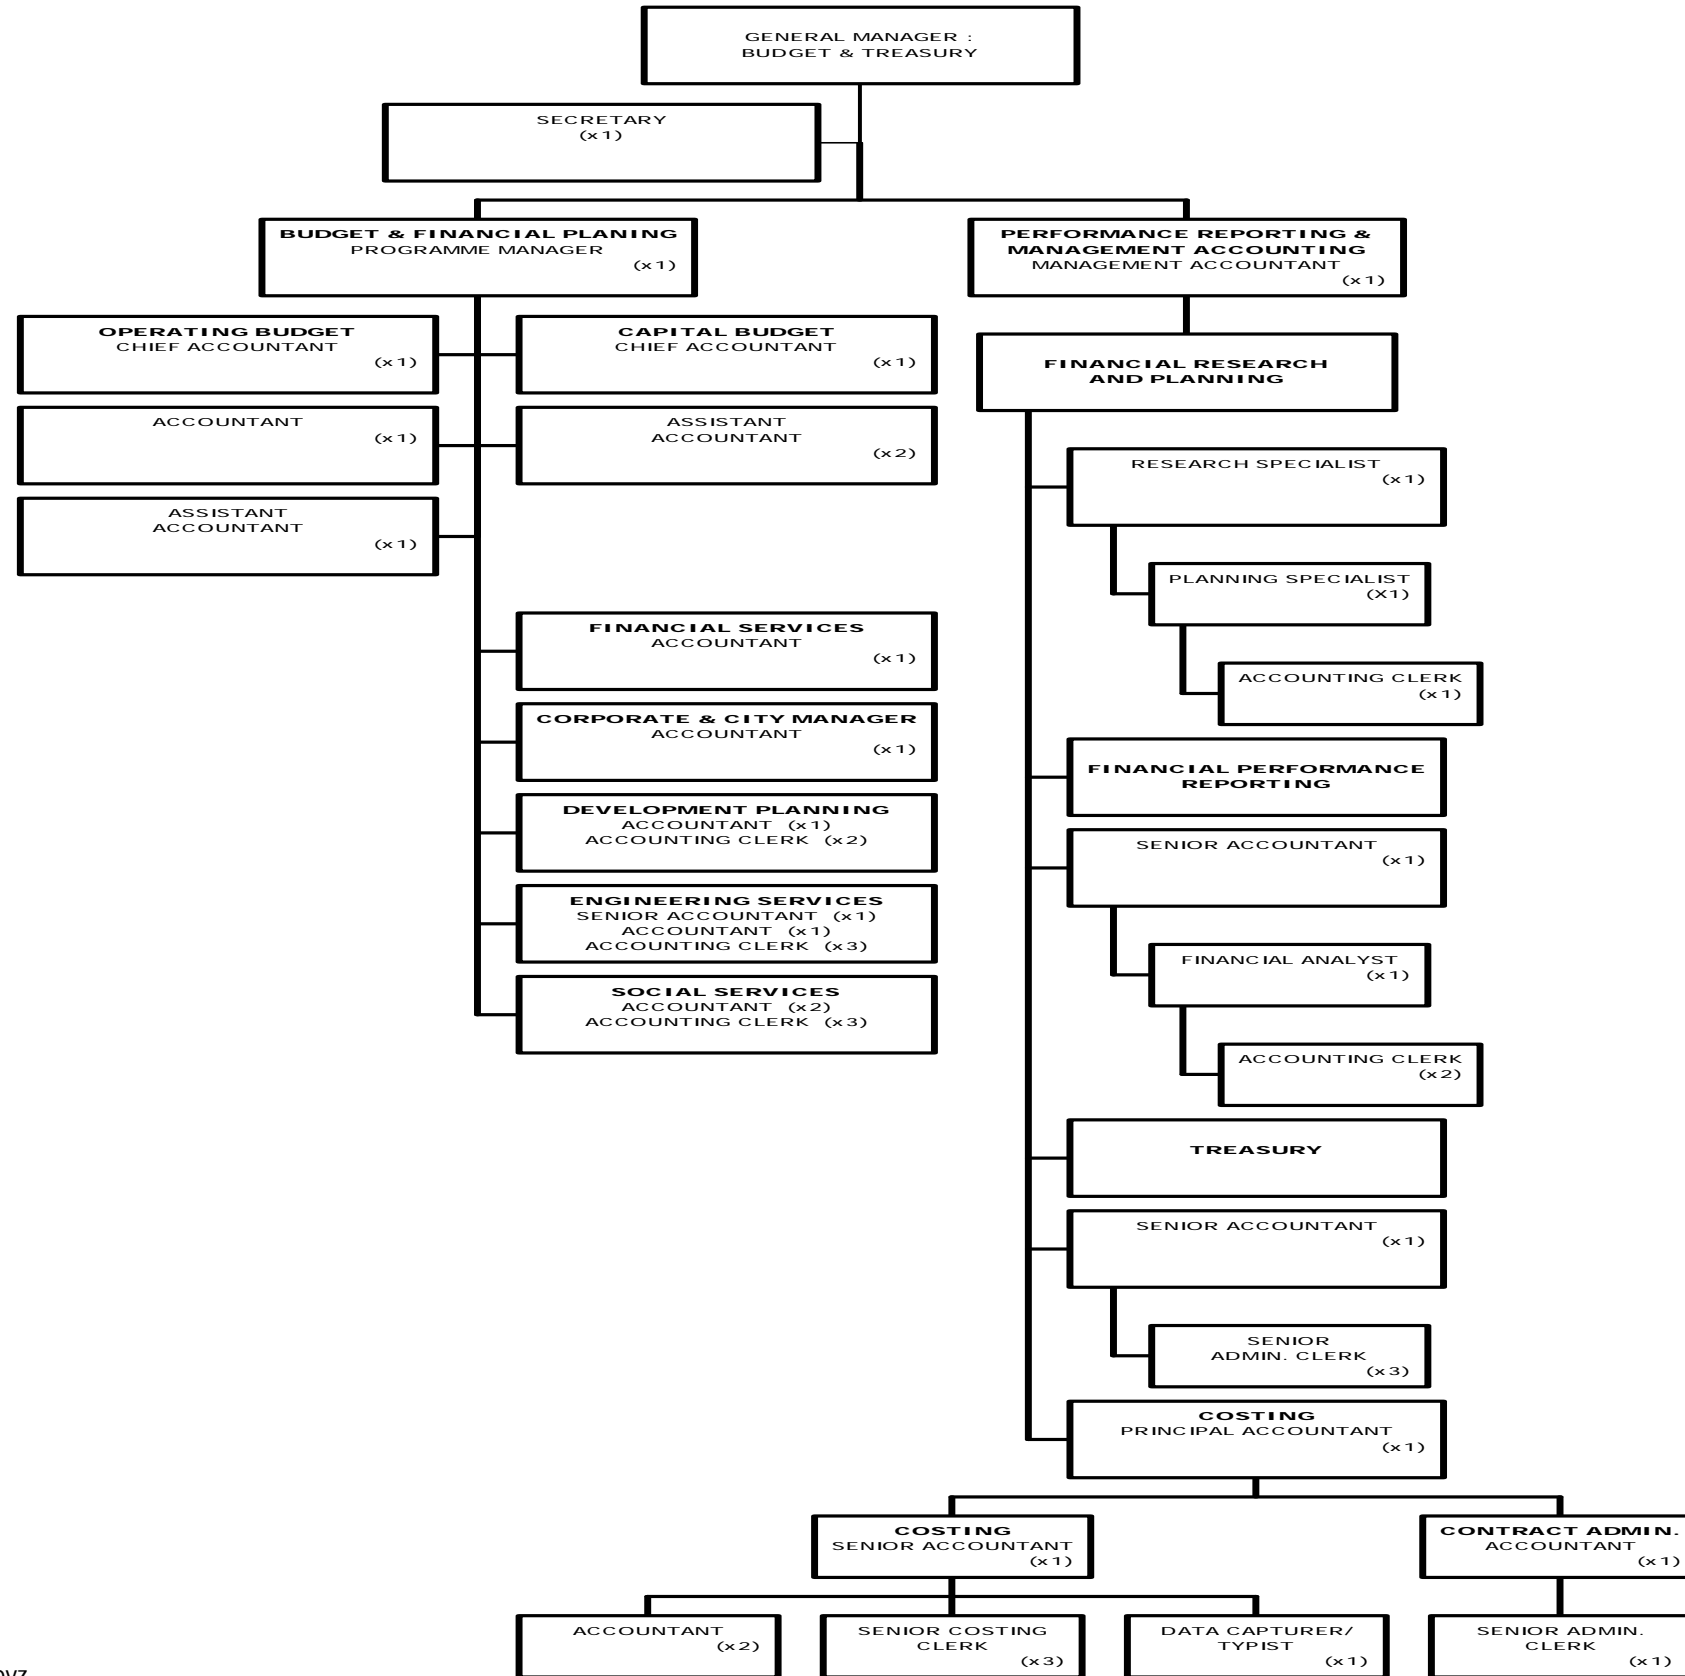 GENERAL MANAGER :
BUDGET & TREASURY
SECRETARY
(x1)
BUDGET & FINANCIAL PLANING
PROGRAMME MANAGER
(x1)
PERFORMANCE REPORTING &
MANAGEMENT ACCOUNTING
MANAGEMENT ACCOUNTANT
(x1)
OPERATING BUDGET
CHIEF ACCOUNTANT
(x1)
CAPITAL BUDGET
CHIEF ACCOUNTANT
(x1)
ACCOUNTANT
(x1)
ASSISTANT
ACCOUNTANT
(x2)
ASSISTANT
ACCOUNTANT
(x1)
FINANCIAL SERVICES
ACCOUNTANT
(x1)
CORPORATE & CITY MANAGER
ACCOUNTANT
(x1)
DEVELOPMENT PLANNING
ACCOUNTANT (x1)
ACCOUNTING CLERK (x2)
ENGINEERING SERVICES
SENIOR ACCOUNTANT (x1)
ACCOUNTANT (x1)
ACCOUNTING CLERK (x3)
SOCIAL SERVICES
ACCOUNTANT (x2)
ACCOUNTING CLERK (x3)
FINANCIAL RESEARCH
AND PLANNING
RESEARCH SPECIALIST
(x1)
PLANNING SPECIALIST
(X1)
ACCOUNTING CLERK
(x1)
FINANCIAL PERFORMANCE
REPORTING
SENIOR ACCOUNTANT
(x1)
FINANCIAL ANALYST
(x1)
ACCOUNTING CLERK
(x2)
TREASURY
SENIOR ACCOUNTANT
(x1)
SENIOR
ADMIN. CLERK
(x3)
COSTING
PRINCIPAL ACCOUNTANT
(x1)
COSTING
SENIOR ACCOUNTANT
(x1)
CONTRACT ADMIN.
ACCOUNTANT
(x1)
ACCOUNTANT
(x2)
SENIOR COSTING
CLERK
(x3)
DATA CAPTURER/
TYPIST
(x1)
SENIOR ADMIN.
CLERK
(x1)